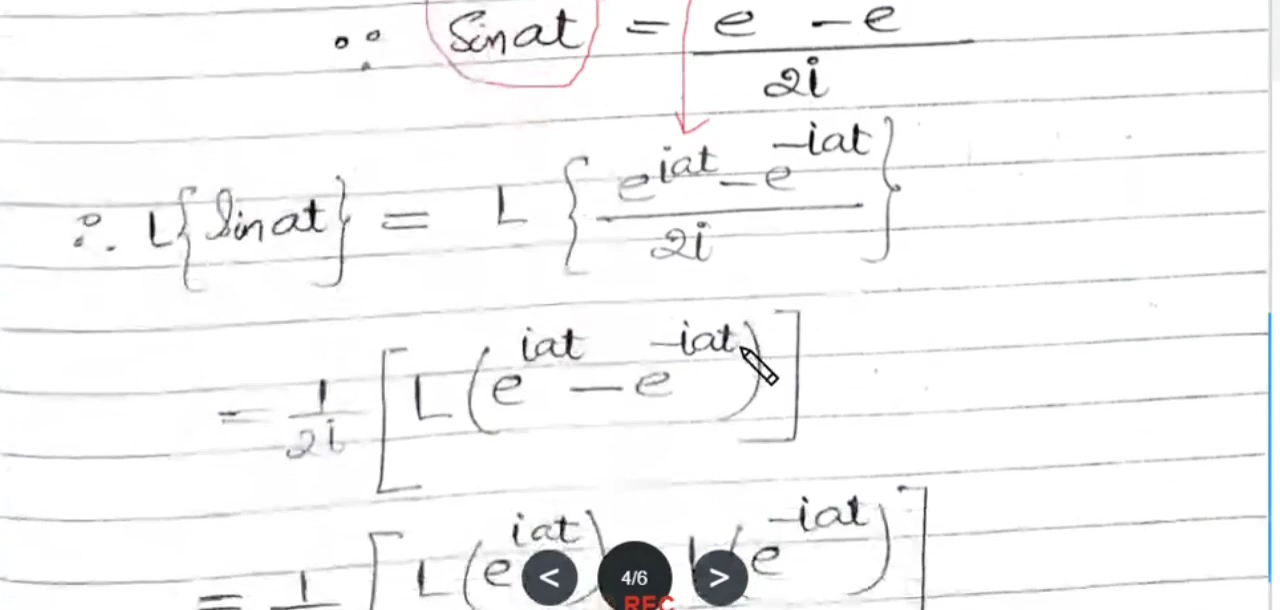 ∴ Sinat = e - e / 2i
∴ L{Sinat} = L { e^iat - e^-iat / 2i }
= 1/2i [ L(e^iat - e^-iat) ]
= 1 [ L(e^iat) L(e^-iat) ]
< 4/6 >
REC